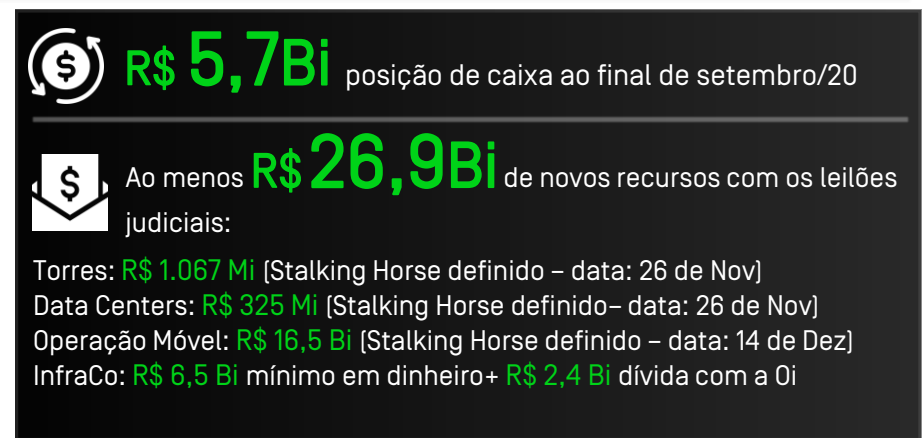 R$ 5,7Bi posição de caixa ao final de setembro/20
Ao menos R$ 26,9Bi de novos recursos com os leilões
judiciais:
Torres: R$ 1.067 Mi (Stalking Horse definido – data: 26 de Nov)
Data Centers: R$ 325 Mi (Stalking Horse definido– data: 26 de Nov)
Operação Móvel: R$ 16,5 Bi (Stalking Horse definido – data: 14 de Dez)
InfraCo: R$ 6,5 Bi mínimo em dinheiro+ R$ 2,4 Bi dívida com a Oi